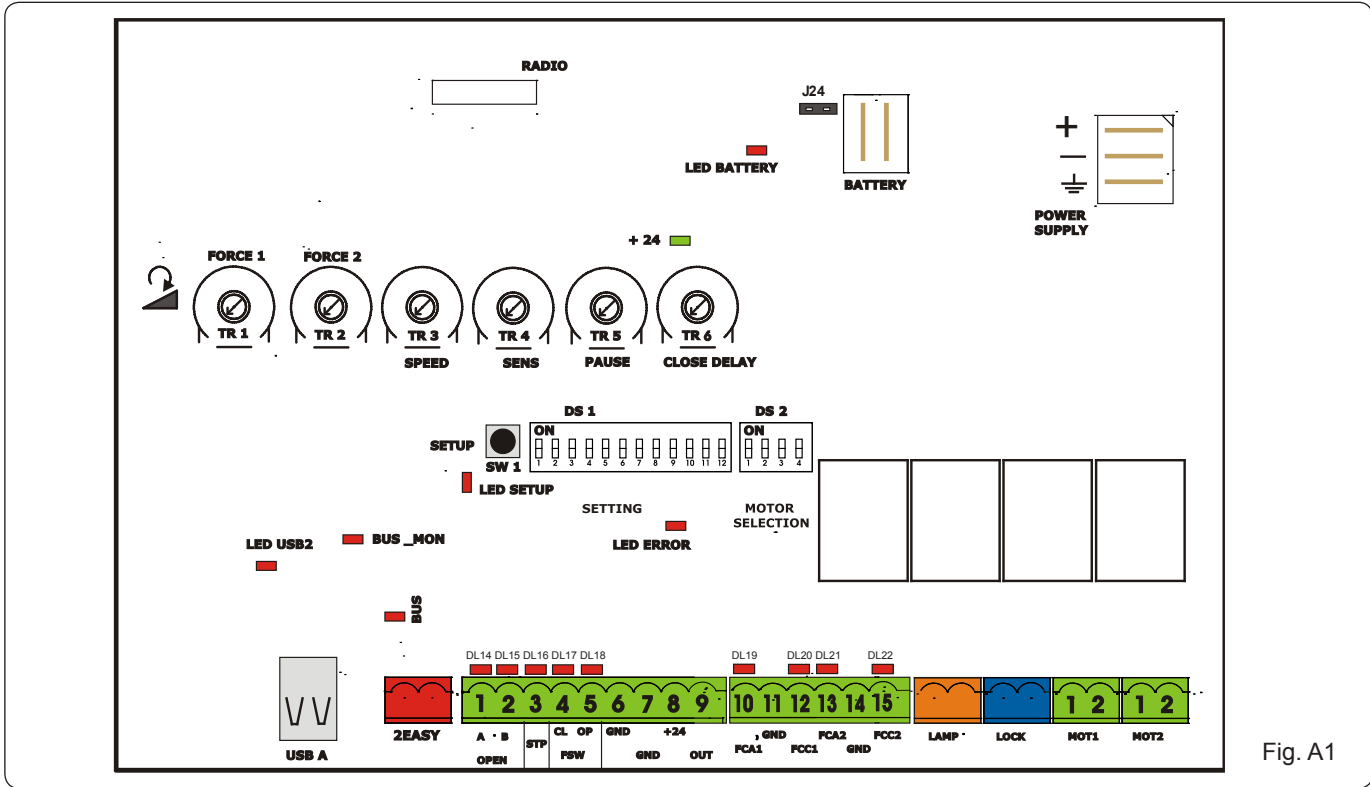 RADIO
J24
LED BATTERY
BATTERY
+
−
POWER
SUPPLY
+ 24
FORCE 1
FORCE 2
TR 1
TR 2
TR 3
TR 4
TR 5
TR 6
SPEED
SENS
PAUSE
CLOSE DELAY
DS 1
DS 2
ON
ON
1 2 3 4 5 6 7 8 9 10 11 12
1 2 3 4
SETUP
SW 1
LED SETUP
SETTING
MOTOR
SELECTION
LED ERROR
BUS _MON
LED USB2
BUS
DL14 DL15 DL16 DL17 DL18
DL19 DL20 DL21 DL22
1 2 3 4 5 6 7 8 9
10 11 12 13 14 15
1 2
1 2
USB A
2EASY
A B
OPEN
STP
CL OP
FSW
GND
GND
+24
OUT
FCA1
GND
FCC1
FCA2
GND
FCC2
LAMP
LOCK
MOT1
MOT2
Fig. A1